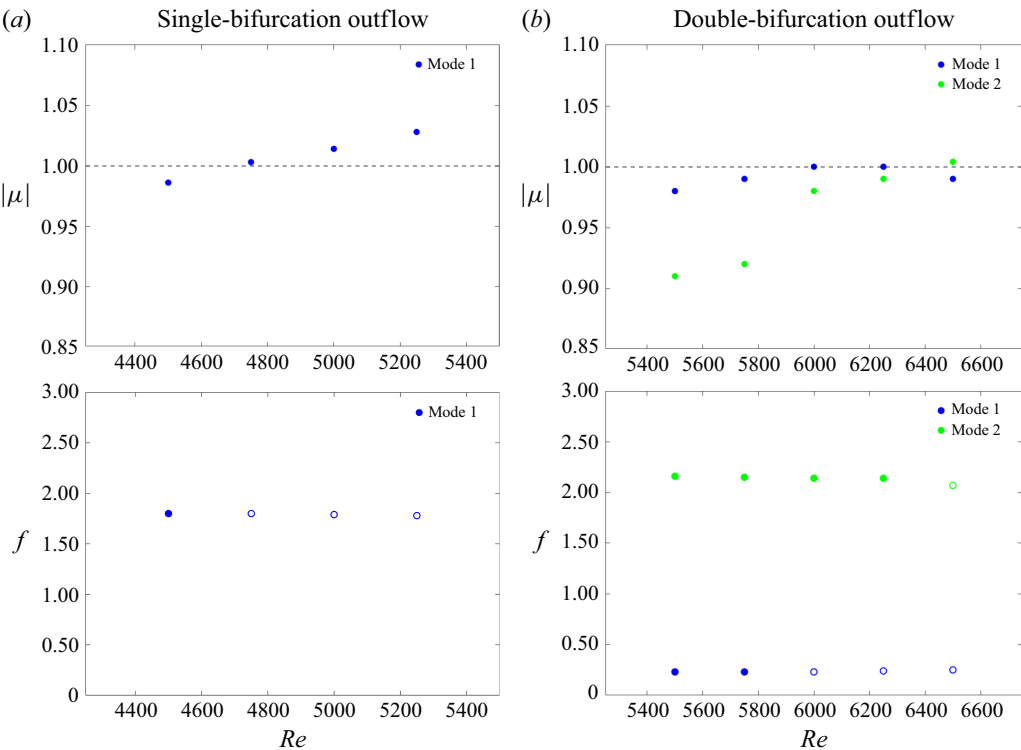 (a) Single-bifurcation outflow
1.10
1.05
1.00
|μ|
0.95
0.90
0.85
4400 4600 4800 5000 5200 5400
Mode 1
3.00
2.50
2.00
f
1.50
1.00
0.50
0
4400 4600 4800 5000 5200 5400
Re
Mode 1
(b) Double-bifurcation outflow
1.10
1.05
1.00
|μ|
0.95
0.90
0.85
5400 5600 5800 6000 6200 6400 6600
Mode 1
Mode 2
3.00
2.50
2.00
f
1.50
1.00
0.50
0
5400 5600 5800 6000 6200 6400 6600
Re
Mode 1
Mode 2